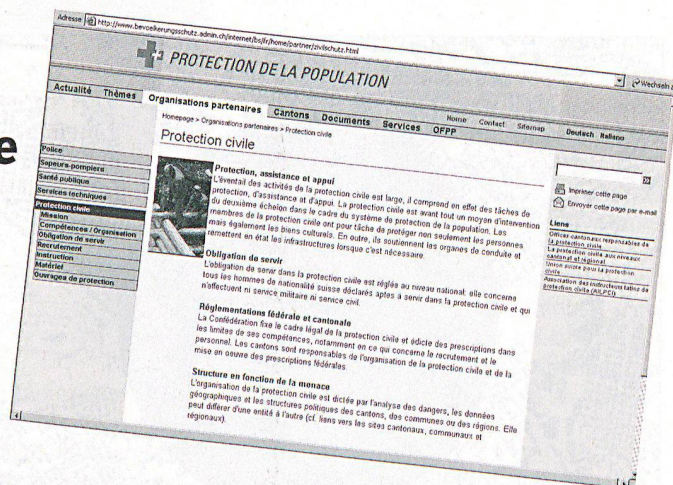 Adresse http://www.bevoelkerungsschutz.admin.ch/internet/bs/fr/home/partner/zivilschutz.html
Wechseln z
PROTECTION DE LA POPULATION
Actualité Thèmes Organisations partenaires Cantons Documents Services OFPP
Home Contact Sitemap Deutsch Italiano
Homepage > Organisations partenaires > Protection civile
Protection civile
e
Police
Sapeurs-pompiers
Santé publique
Services techniques
Protection civile
Mission
Compétences / Organisation
Obligation de servir
Recrutement
Instruction
Matériel
Ouvrages de protection
Protection, assistance et appui
L'éventail des activités de la protection civile est large, il comprend en effet des tâches de
protection, d'assistance et d'appui. La protection civile est avant tout un moyen d'intervention
du deuxième échelon dans le cadre du système de protection de la population. Les
membres de la protection civile ont pour tâche de protéger non seulement les personnes
mais également les biens culturels. En outre, ils soutiennent les organes de conduite et
remettent en état les infrastructures lorsque c'est nécessaire.
Obligation de servir
L'obligation de servir dans la protection civile est réglés au niveau national: elle concerne
tous les hommes de nationalité suisse déclarés aptes à servir dans la protection civile et qui
n'effectuent ni service militaire ni service civil.
Réglementations fédérale et cantonale
La Confédération fixe le cadre légal de la protection civile et édicte des prescriptions dans
les limites de ses compétences, notamment en ce qui concerne le recrutement et le
personnel. Les cantons sont responsables de l'organisation de la protection civile et de la
mise en oeuvre des prescriptions fédérales.
Structure en fonction de la menace
L'organisation de la protection civile est dictée par l'analyse des dangers, les données
géographiques et les structures politiques des cantons, des communes ou des régions. Elle
peut différer d'une entité à l'autre (cf. liens vers les sites cantonaux, communaux et
régionaux).
Imprimer cette page
Envoyer cette page par e-mail
Liens
Offices cantonaux responsables de
la protection civile
La protection civile aux niveaux
cantonal et régional
Union suisse pour la protection
civile
Association des instructeurs latins de
protection civile (AILPCI)